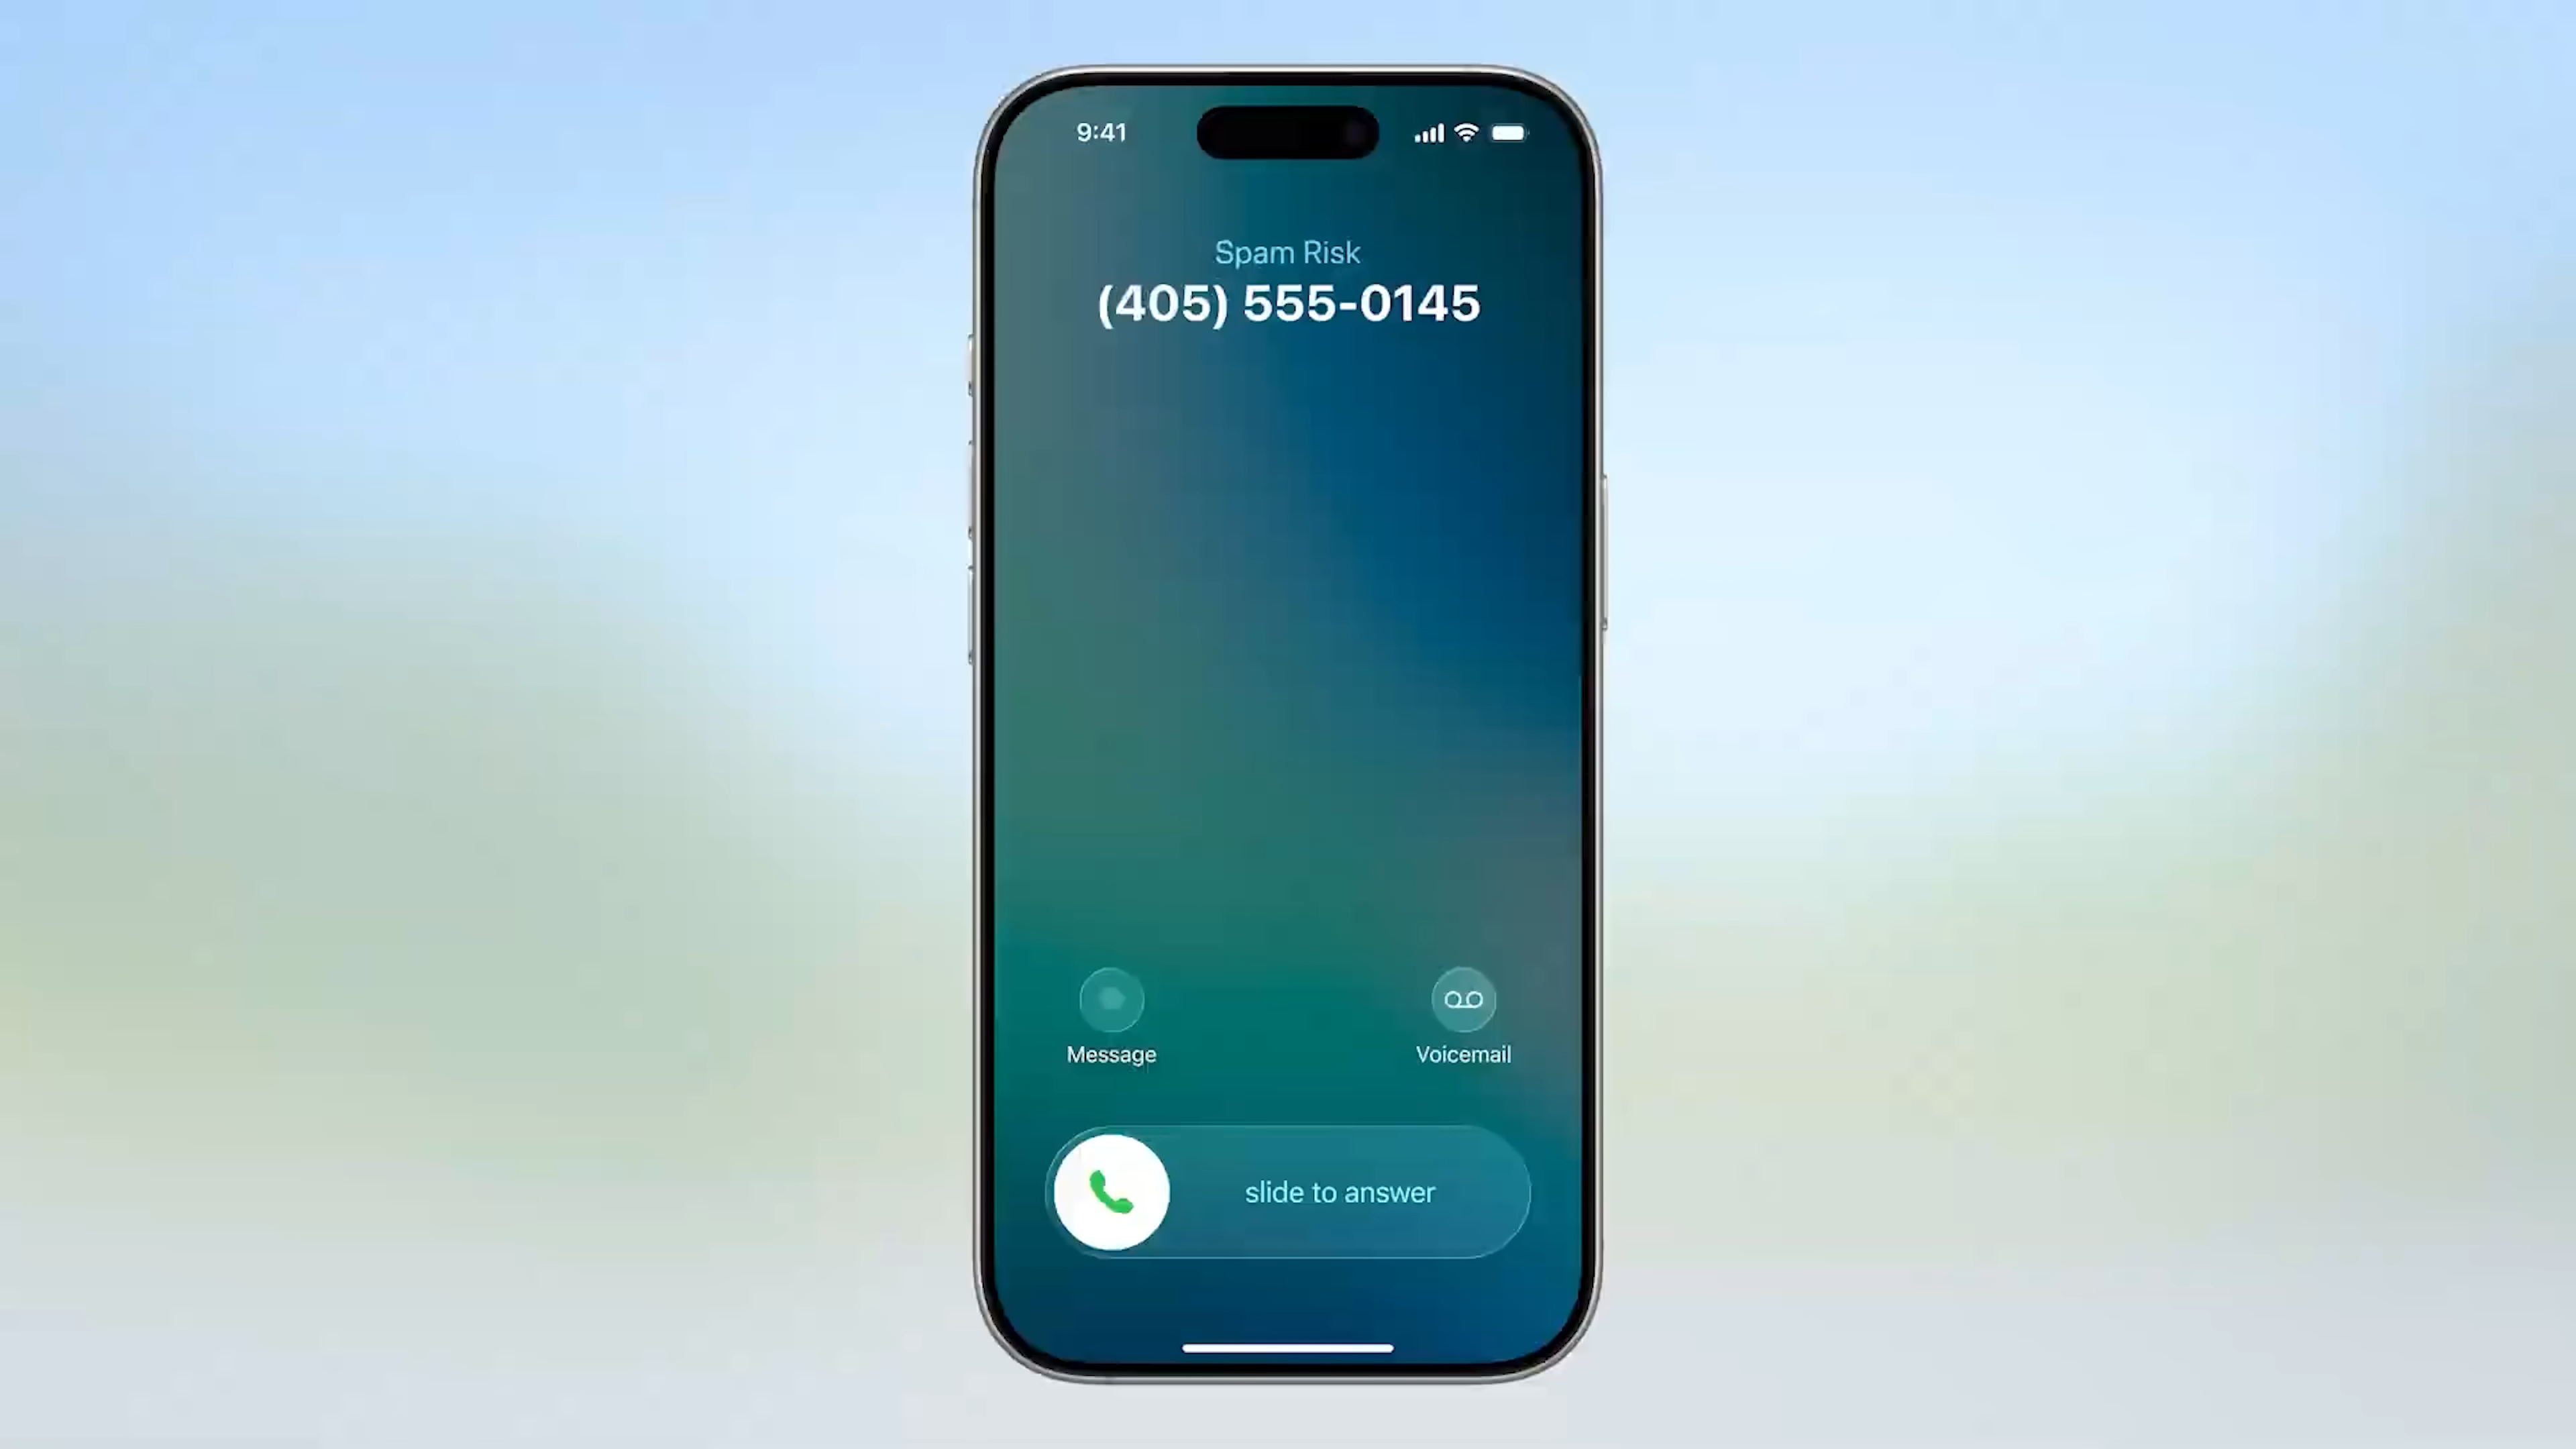 9:41
Spam Risk
(405) 555-0145
Message
Voicemail
slide to answer